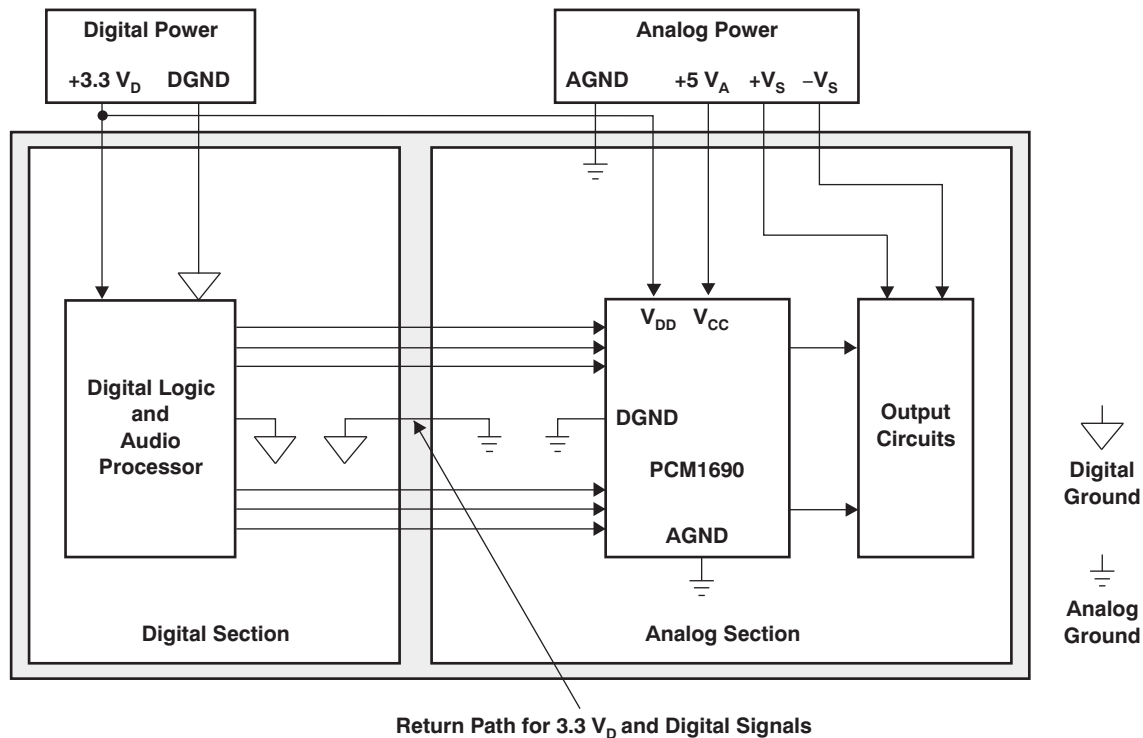 Digital Power
+3.3 V_D DGND
Analog Power
AGND +5 V_A +V_S −V_S
Digital Logic
and
Audio
Processor
V_DD V_CC
DGND
PCM1690
AGND
Output
Circuits
Digital
Ground
Analog
Ground
Digital Section
Analog Section
Return Path for 3.3 V_D and Digital Signals